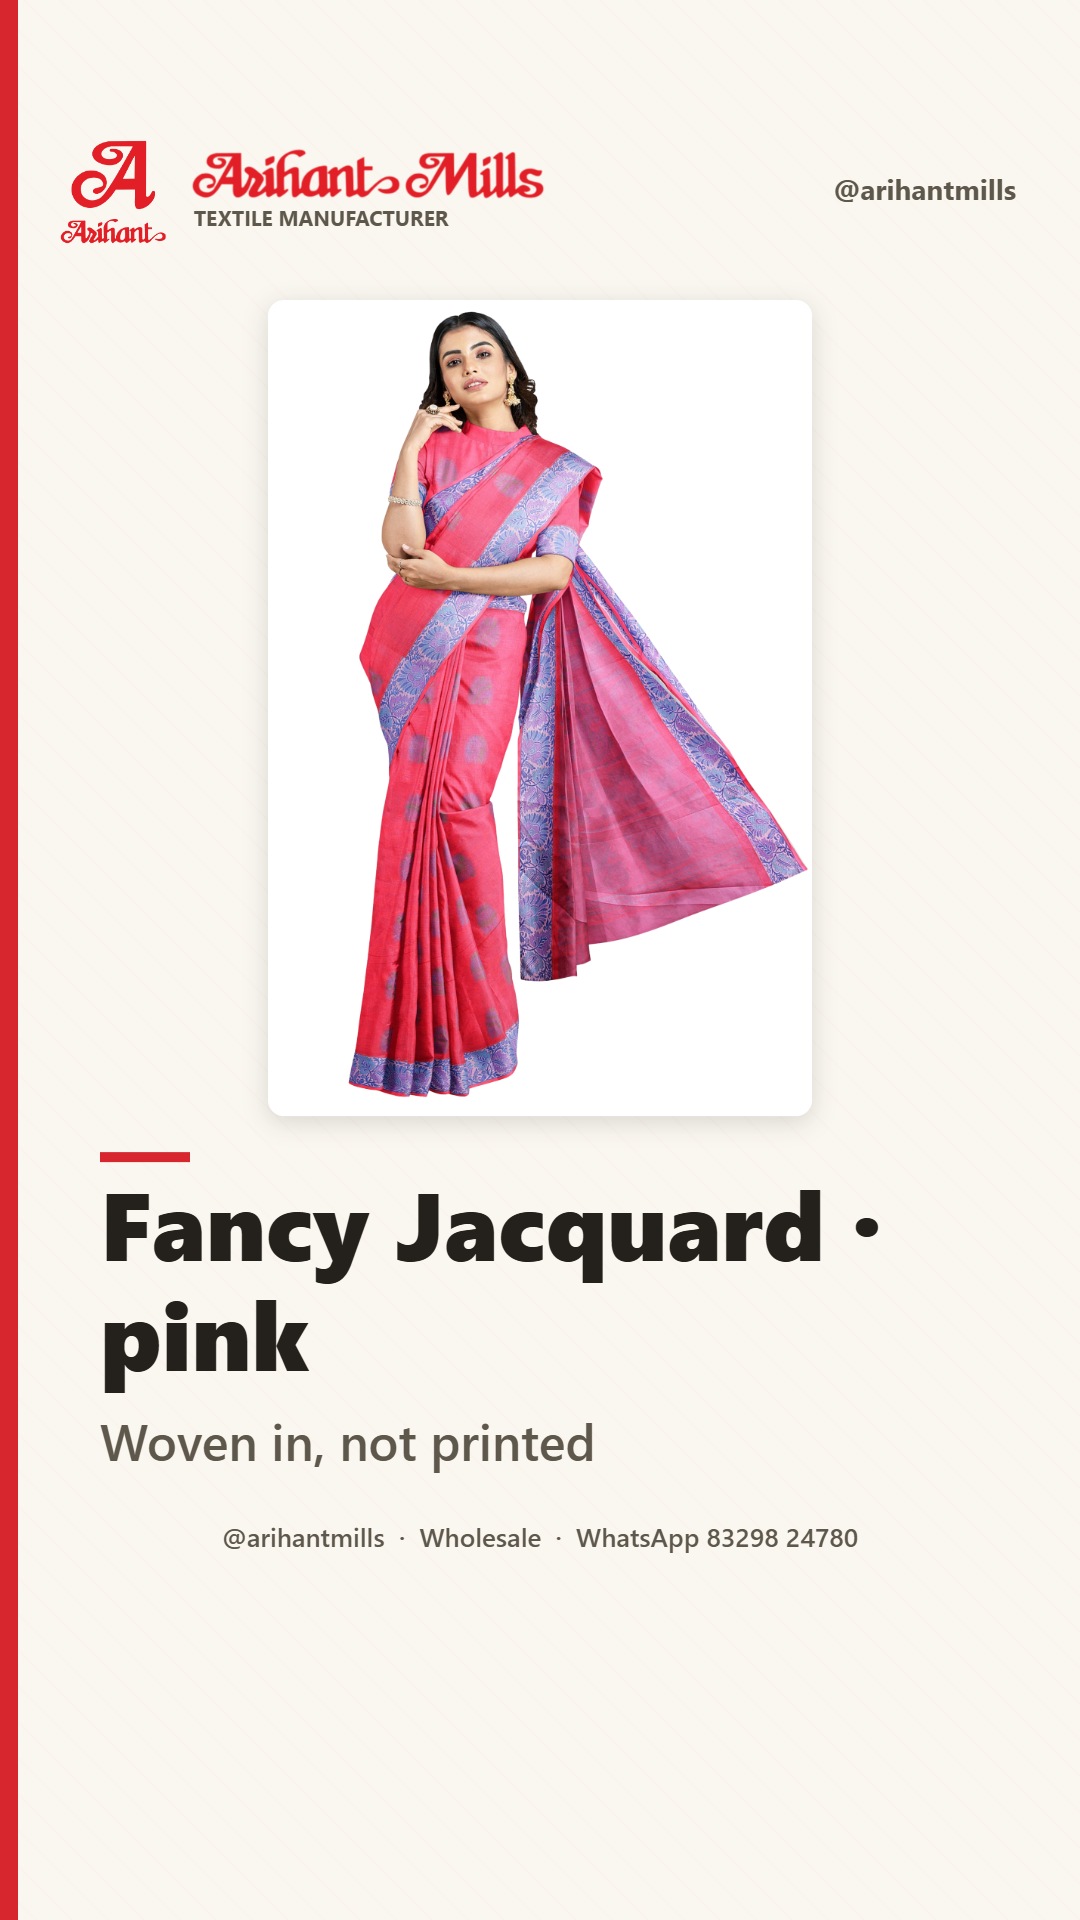 A
Arihant
Arihant Mills
TEXTILE MANUFACTURER
@arihantmills
Fancy Jacquard •
pink
Woven in, not printed
@arihantmills · Wholesale · WhatsApp 83298 24780